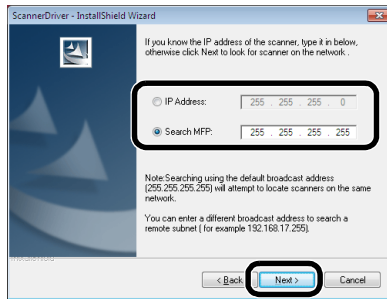 ScannerDriver - InstallShield Wizard
If you know the IP address of the scanner, type it in below,
otherwise click Next to look for scanner on the network .
IP Address: 255 . 255 . 255 . 0
Search MFP: 255 . 255 . 255 . 255
Note:Searching using the default broadcast address
(255.255.255.255) will attempt to locate scanners on the same
network.
You can enter a different broadcast address to search a
remote subnet ( for example 192.168.17.255).
InstallShield
< Back Next > Cancel